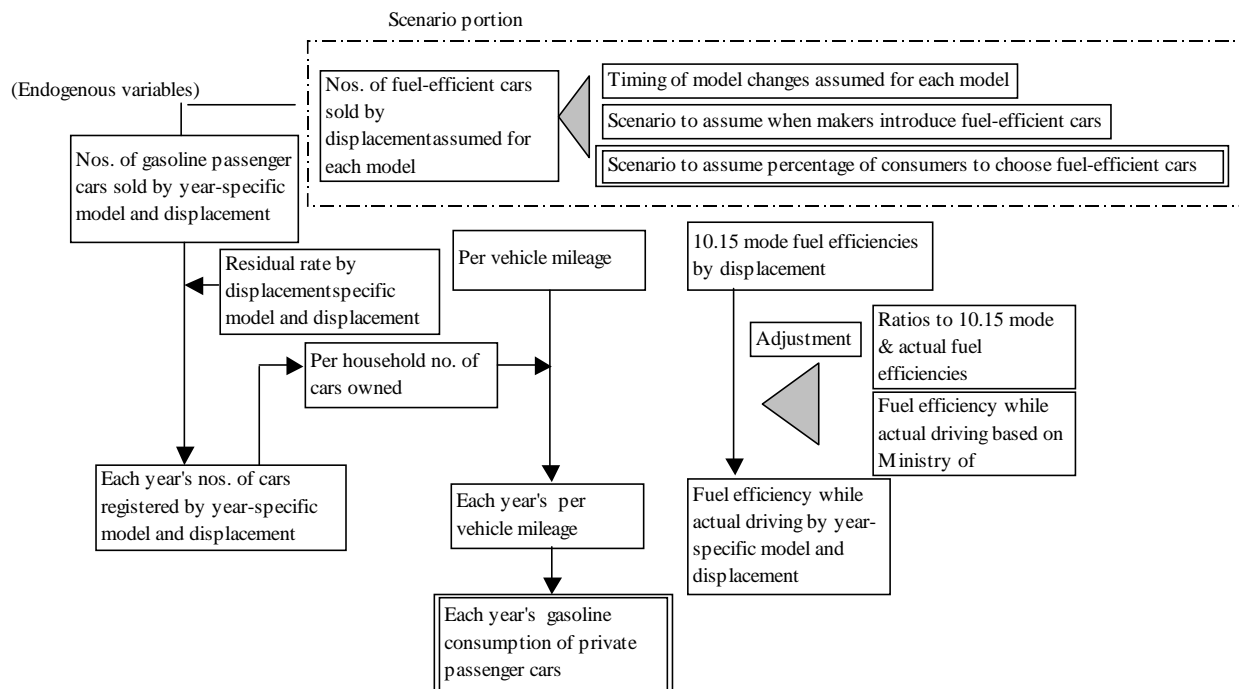 Scenario portion
(Endogenous variables)
Nos. of fuel-efficient cars
sold by
displacementassumed for
each model
Timing of model changes assumed for each model
Scenario to assume when makers introduce fuel-efficient cars
Scenario to assume percentage of consumers to choose fuel-efficient cars
Nos. of gasoline passenger
cars sold by year-specific
model and displacement
Residual rate by
displacementspecific
model and displacement
Per vehicle mileage
10.15 mode fuel efficiencies
by displacement
Per household no. of
cars owned
Adjustment
Ratios to 10.15 mode
& actual fuel
efficiencies
Fuel efficiency while
actual driving based on
Ministry of
Each year's nos. of cars
registered by year-specific
model and displacement
Each year's per
vehicle mileage
Fuel efficiency while
actual driving by year-
specific model and
displacement
Each year's gasoline
consumption of private
passenger cars